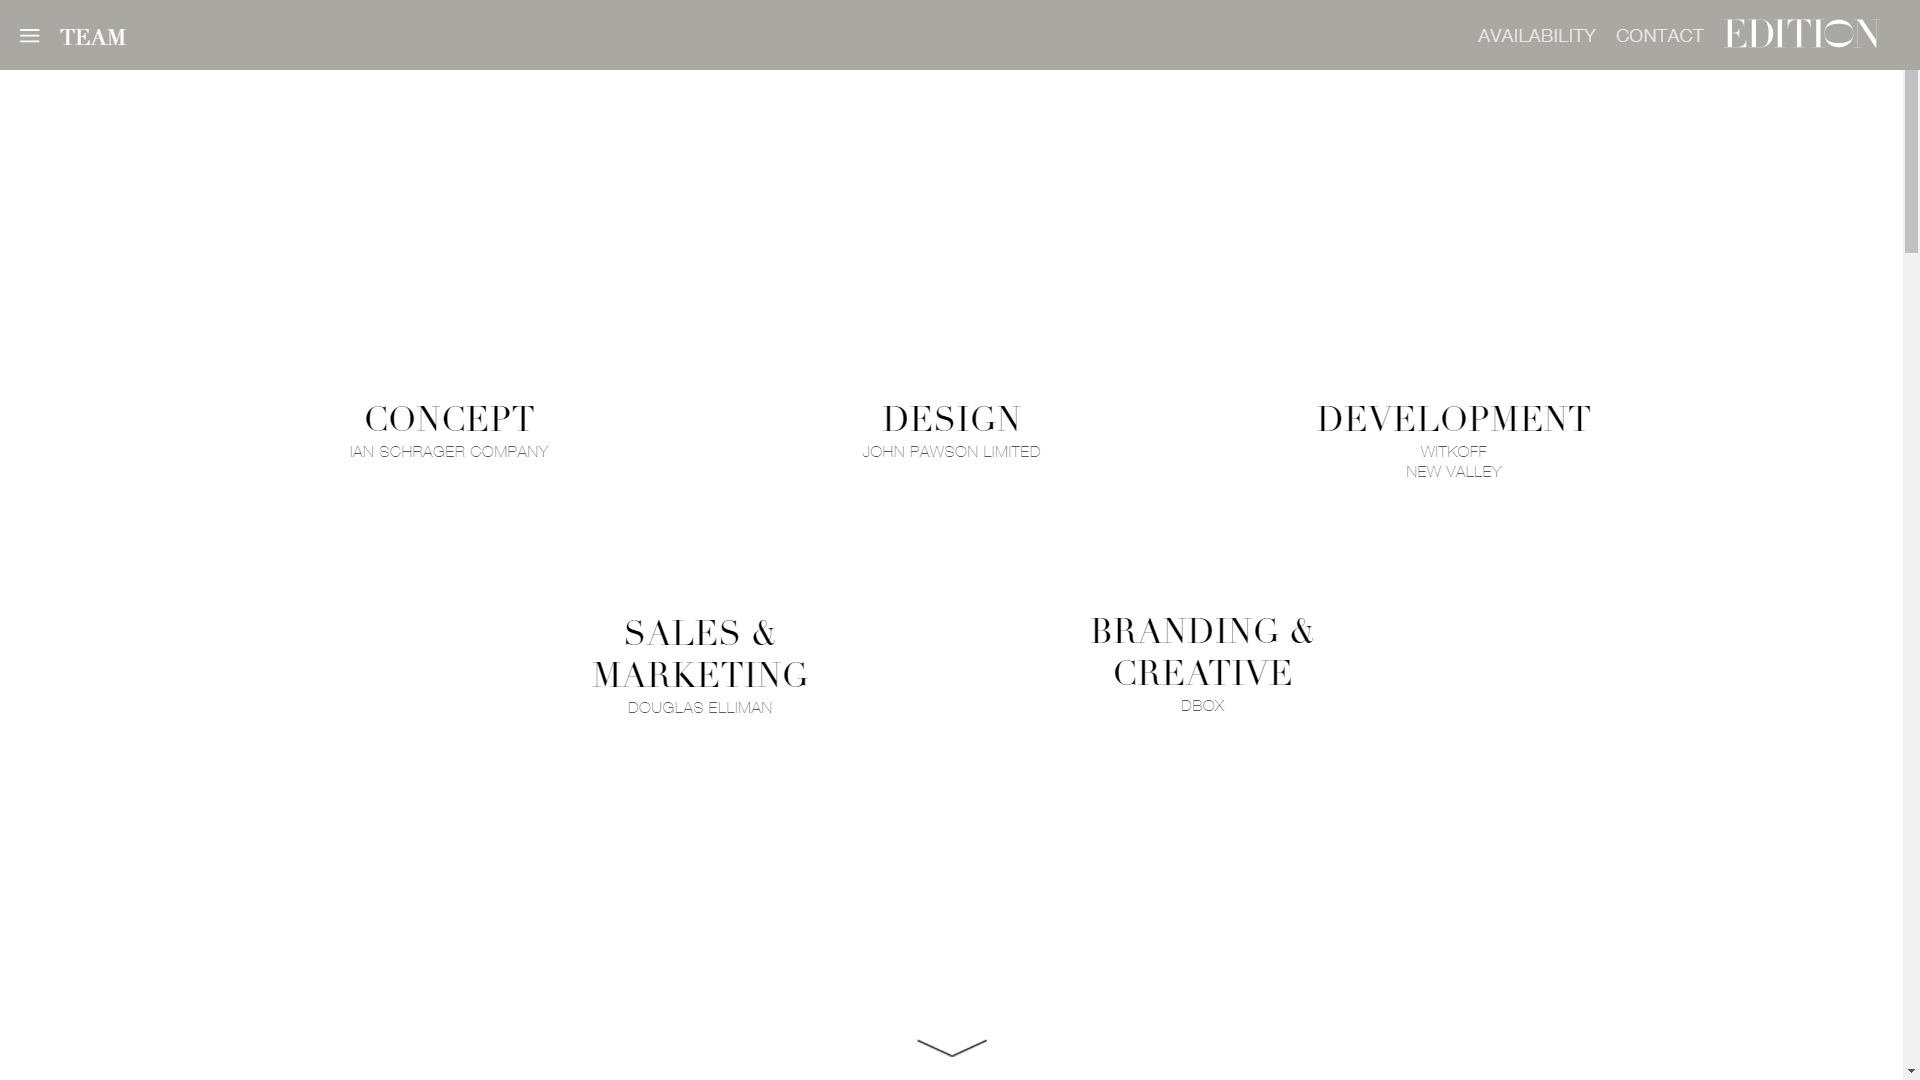 TEAM
AVAILABILITY
CONTACT
EDITION
CONCEPT
IAN SCHRAGER COMPANY
DESIGN
JOHN PAWSON LIMITED
DEVELOPMENT
WITKOFF
NEW VALLEY
SALES &
MARKETING
DOUGLAS ELLIMAN
BRANDING &
CREATIVE
DBOX